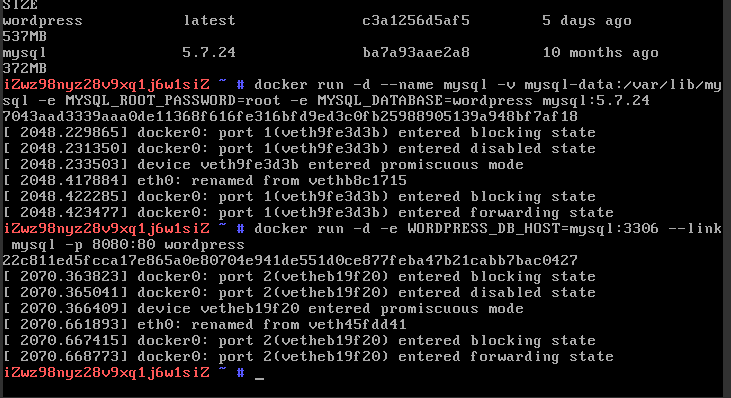 SIZE
wordpress latest c3a1256d5af5 5 days ago
537MB
mysql 5.7.24 ba7a93aae2a8 10 months ago
372MB
iZwz98nyz28v9xq1j6w1siZ ~ # docker run -d --name mysql -v mysql-data:/var/lib/my
sql -e MYSQL_ROOT_PASSWORD=root -e MYSQL_DATABASE=wordpress mysql:5.7.24
7043aad3339aaa0de11368f616fe316bfd9ed3c0fb25988905139a948bf7af18
[ 2048.229865] docker0: port 1(veth9fe3d3b) entered blocking state
[ 2048.231350] docker0: port 1(veth9fe3d3b) entered disabled state
[ 2048.233503] device veth9fe3d3b entered promiscuous mode
[ 2048.417884] eth0: renamed from vethb8c1715
[ 2048.422285] docker0: port 1(veth9fe3d3b) entered blocking state
[ 2048.423477] docker0: port 1(veth9fe3d3b) entered forwarding state
iZwz98nyz28v9xq1j6w1siZ ~ # docker run -d -e WORDPRESS_DB_HOST=mysql:3306 --link
mysql -p 8080:80 wordpress
22c811ed5fcca17e865a0e80704e941de551d0ce877feba47b21cabb7bac0427
[ 2070.363823] docker0: port 2(vetheb19f20) entered blocking state
[ 2070.365041] docker0: port 2(vetheb19f20) entered disabled state
[ 2070.366409] device vetheb19f20 entered promiscuous mode
[ 2070.661893] eth0: renamed from veth45fdd41
[ 2070.667415] docker0: port 2(vetheb19f20) entered blocking state
[ 2070.668773] docker0: port 2(vetheb19f20) entered forwarding state
iZwz98nyz28v9xq1j6w1siZ ~ # _